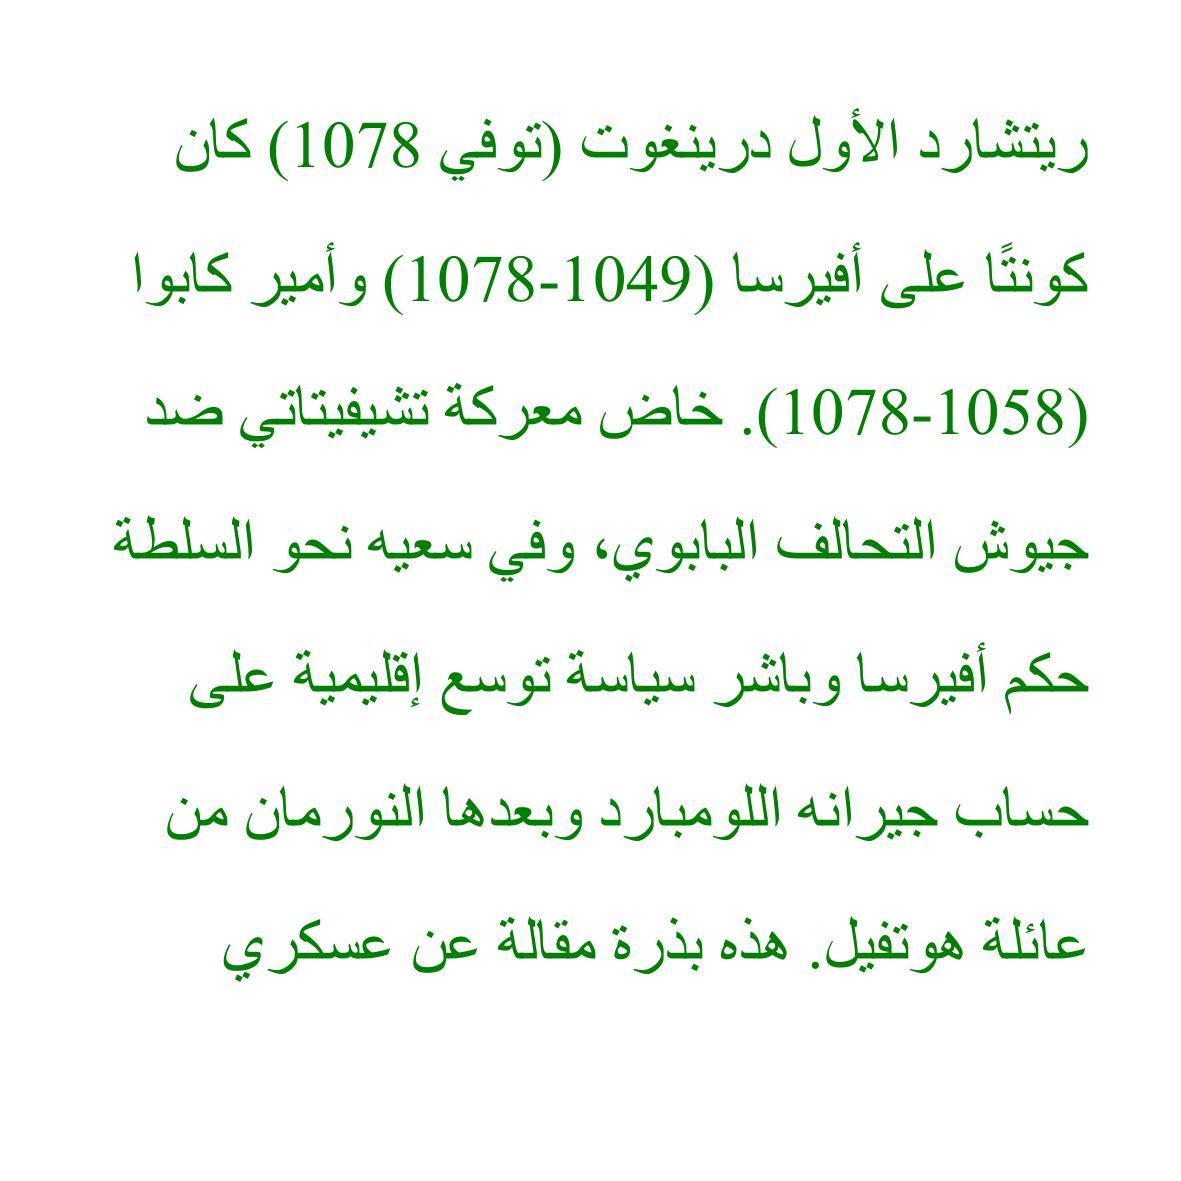 ريتشارد الأول درينغوت (توفي 1078) كان
كونتًا على أفيرسا (1049-1078) وأمير كابوا
(1058-1078). خاض معركة تشيفيتاتي ضد
جيوش التحالف البابوي، وفي سعيه نحو السلطة
حكم أفيرسا وباشر سياسة توسع إقليمية على
حساب جيرانه اللومبارد وبعدها النورمان من
عائلة هوتفيل. هذه بذرة مقالة عن عسكري